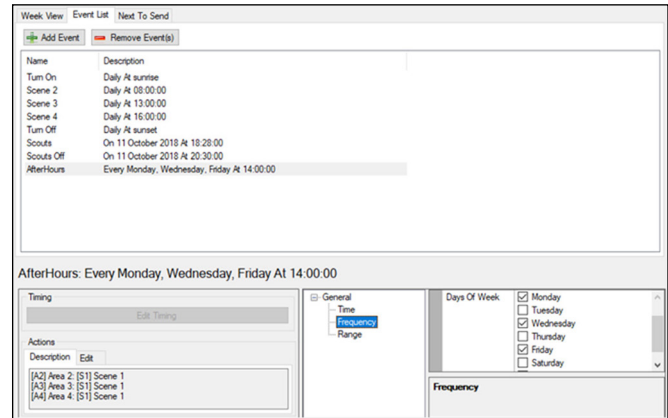 Week View Event List Next To Send
Add Event Remove Event(s)
Name Description
Turn On Daily At sunrise
Scene 2 Daily At 08:00:00
Scene 3 Daily At 13:00:00
Scene 4 Daily At 16:00:00
Turn Off Daily At sunset
Scouts On 11 October 2018 At 18:28:00
Scouts Off On 11 October 2018 At 20:30:00
AfterHours Every Monday, Wednesday, Friday At 14:00:00
AfterHours: Every Monday, Wednesday, Friday At 14:00:00
Timing
Edit Timing
Actions
Description Edit
[A2] Area 2: [S1] Scene 1
[A3] Area 3: [S1] Scene 1
[A4] Area 4: [S1] Scene 1
General
Time
Frequency
Range
Days Of Week
Monday
Tuesday
Wednesday
Thursday
Friday
Saturday
Frequency